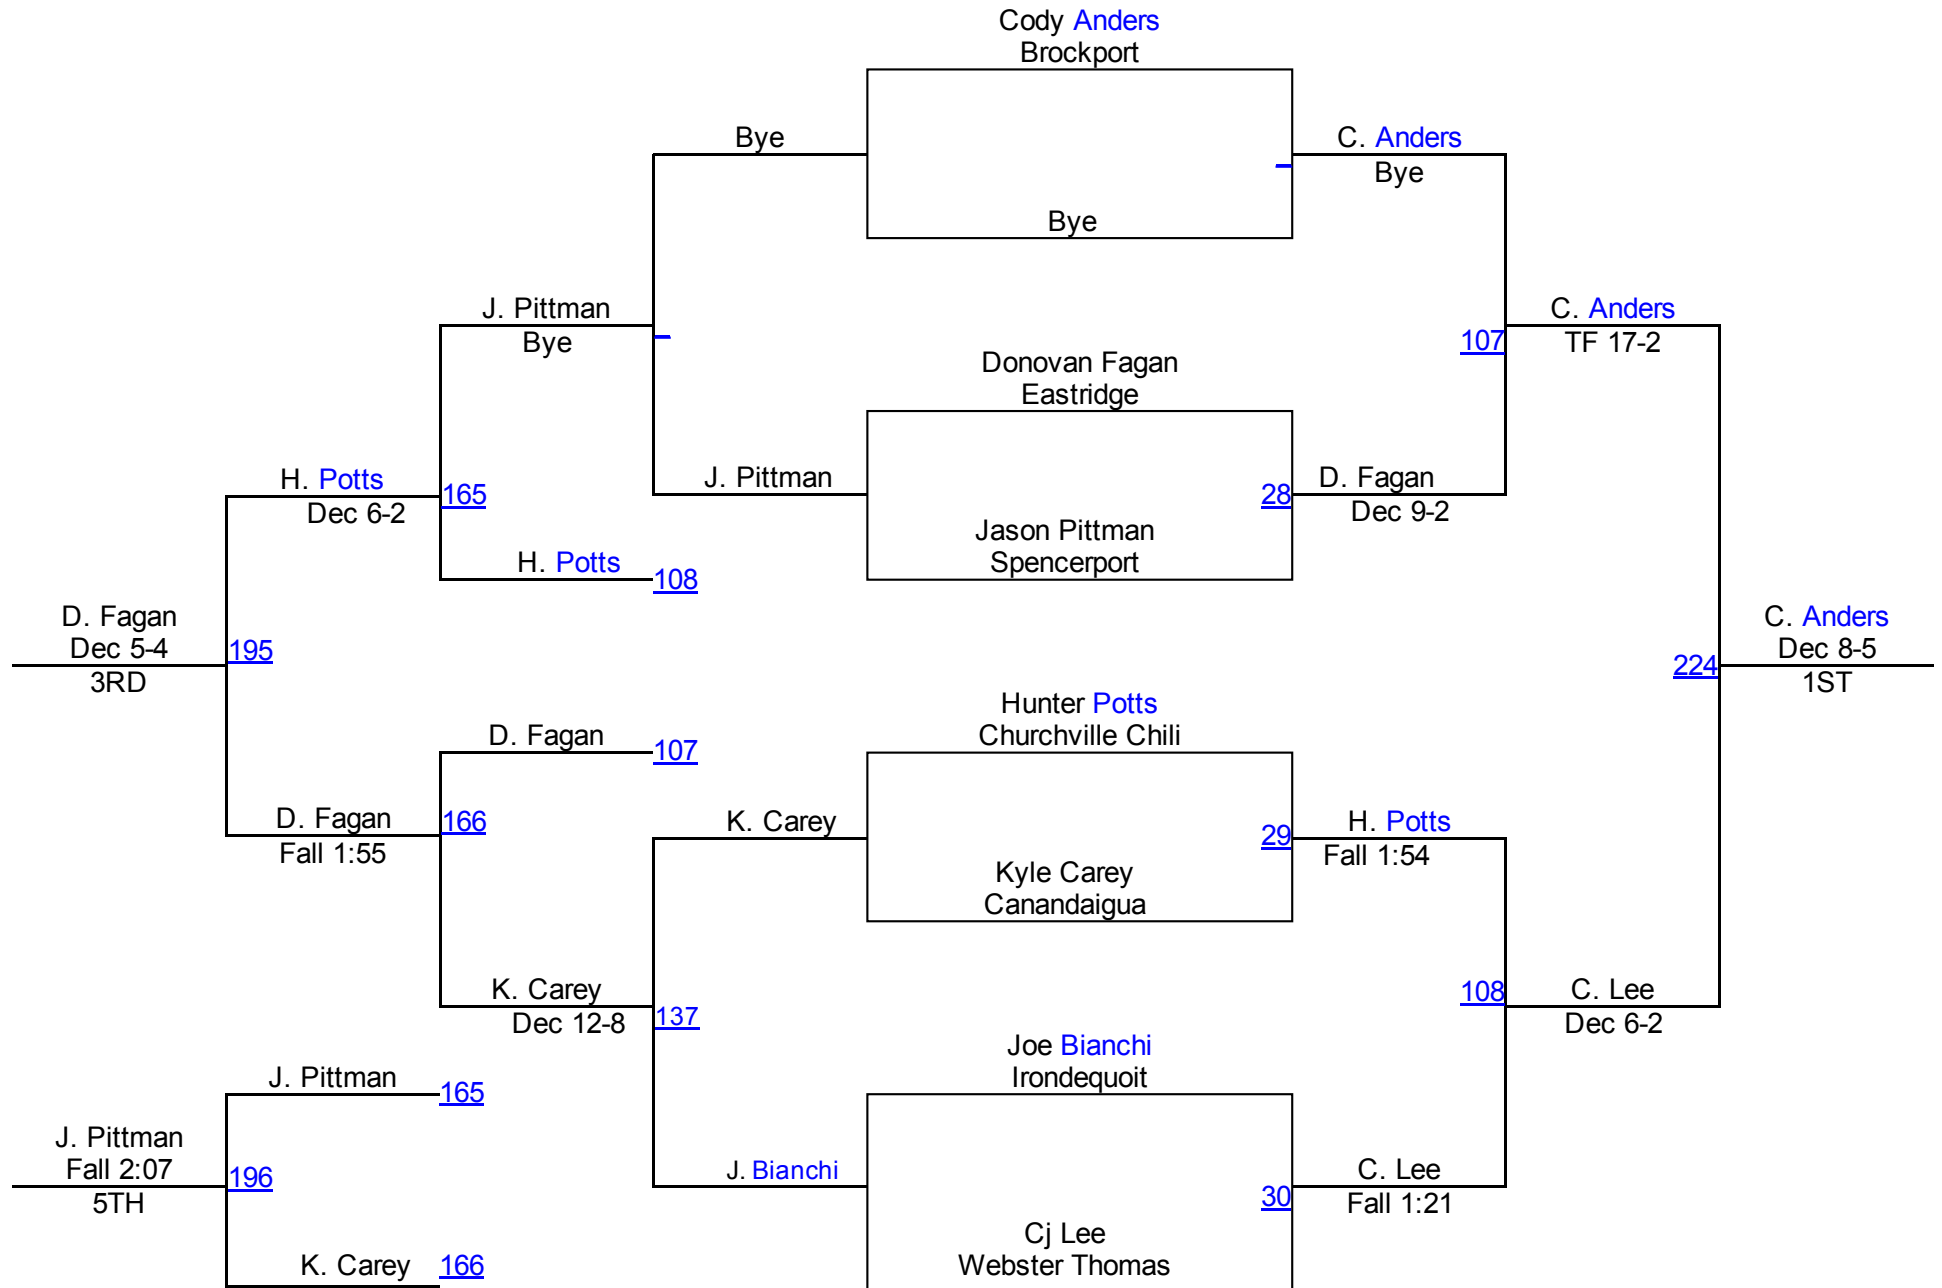 Cody Anders
Brockport
Bye
C. Anders
Bye
Bye
J. Pittman
Bye
C. Anders
107
TF 17-2
Donovan Fagan
Eastridge
H. Potts
165
Dec 6-2
J. Pittman
28
D. Fagan
Dec 9-2
Jason Pittman
Spencerport
H. Potts
108
D. Fagan
Dec 5-4
195
3RD
C. Anders
Dec 8-5
224
1ST
Hunter Potts
Churchville Chili
D. Fagan
107
D. Fagan
166
Fall 1:55
K. Carey
29
H. Potts
Fall 1:54
Kyle Carey
Canandaigua
K. Carey
137
Dec 12-8
108
C. Lee
Dec 6-2
Joe Bianchi
Irondequoit
J. Pittman
165
J. Pittman
Fall 2:07
196
5TH
J. Bianchi
30
C. Lee
Fall 1:21
Cj Lee
Webster Thomas
K. Carey
166